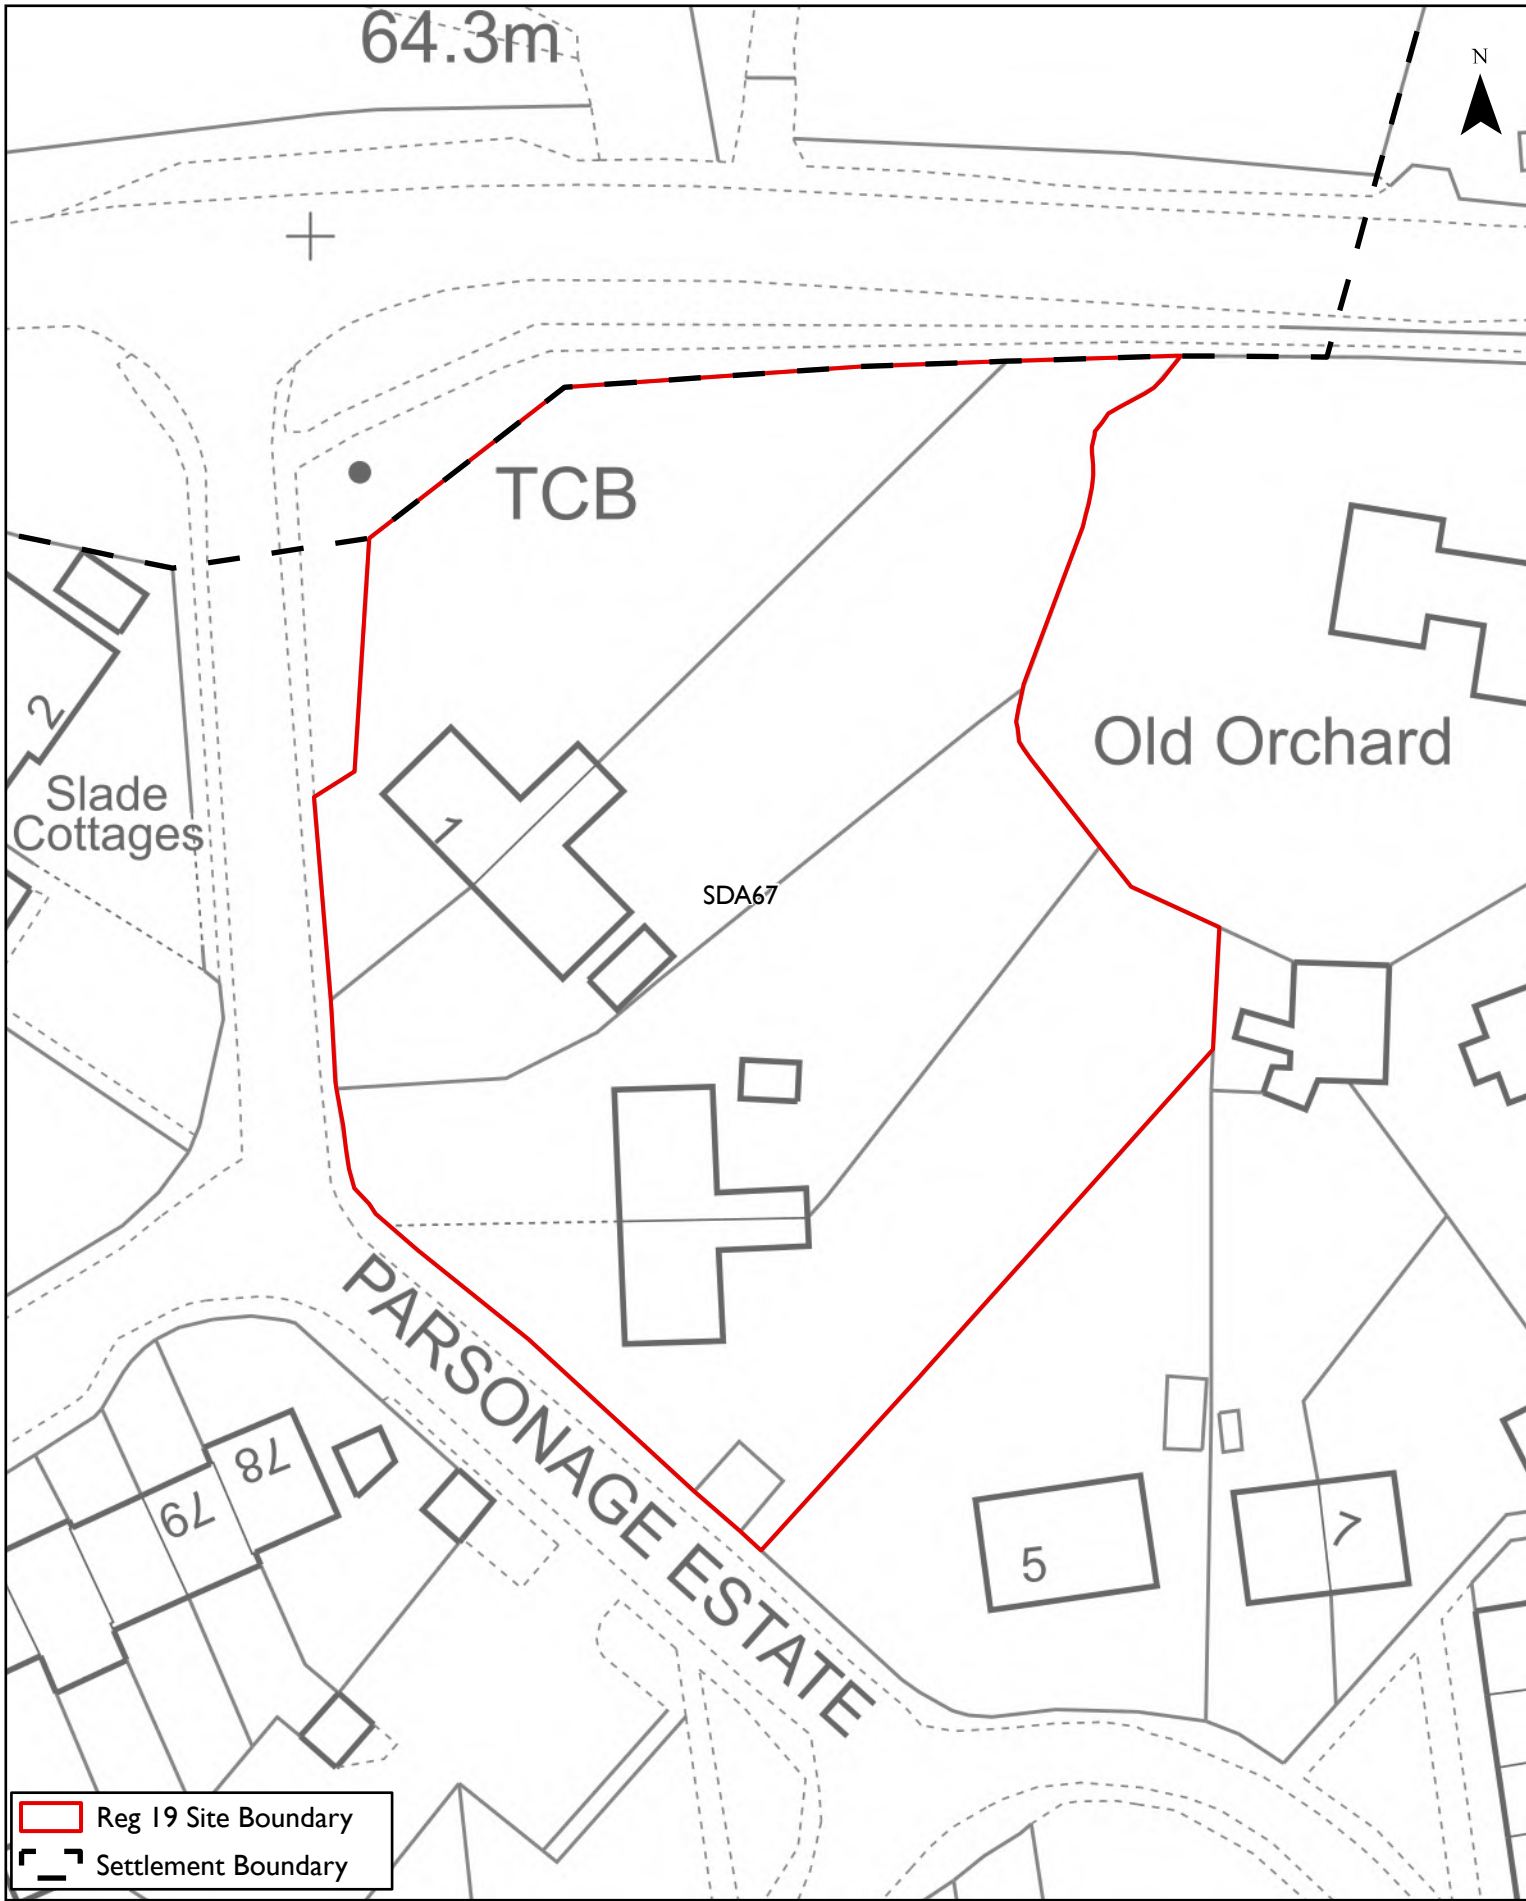 64.3m
N
TCB
2
Old Orchard
Slade
Cottages
1
SDA67
PARSONAGE ESTATE
78
79
5
7
Reg 19 Site Boundary
Settlement Boundary